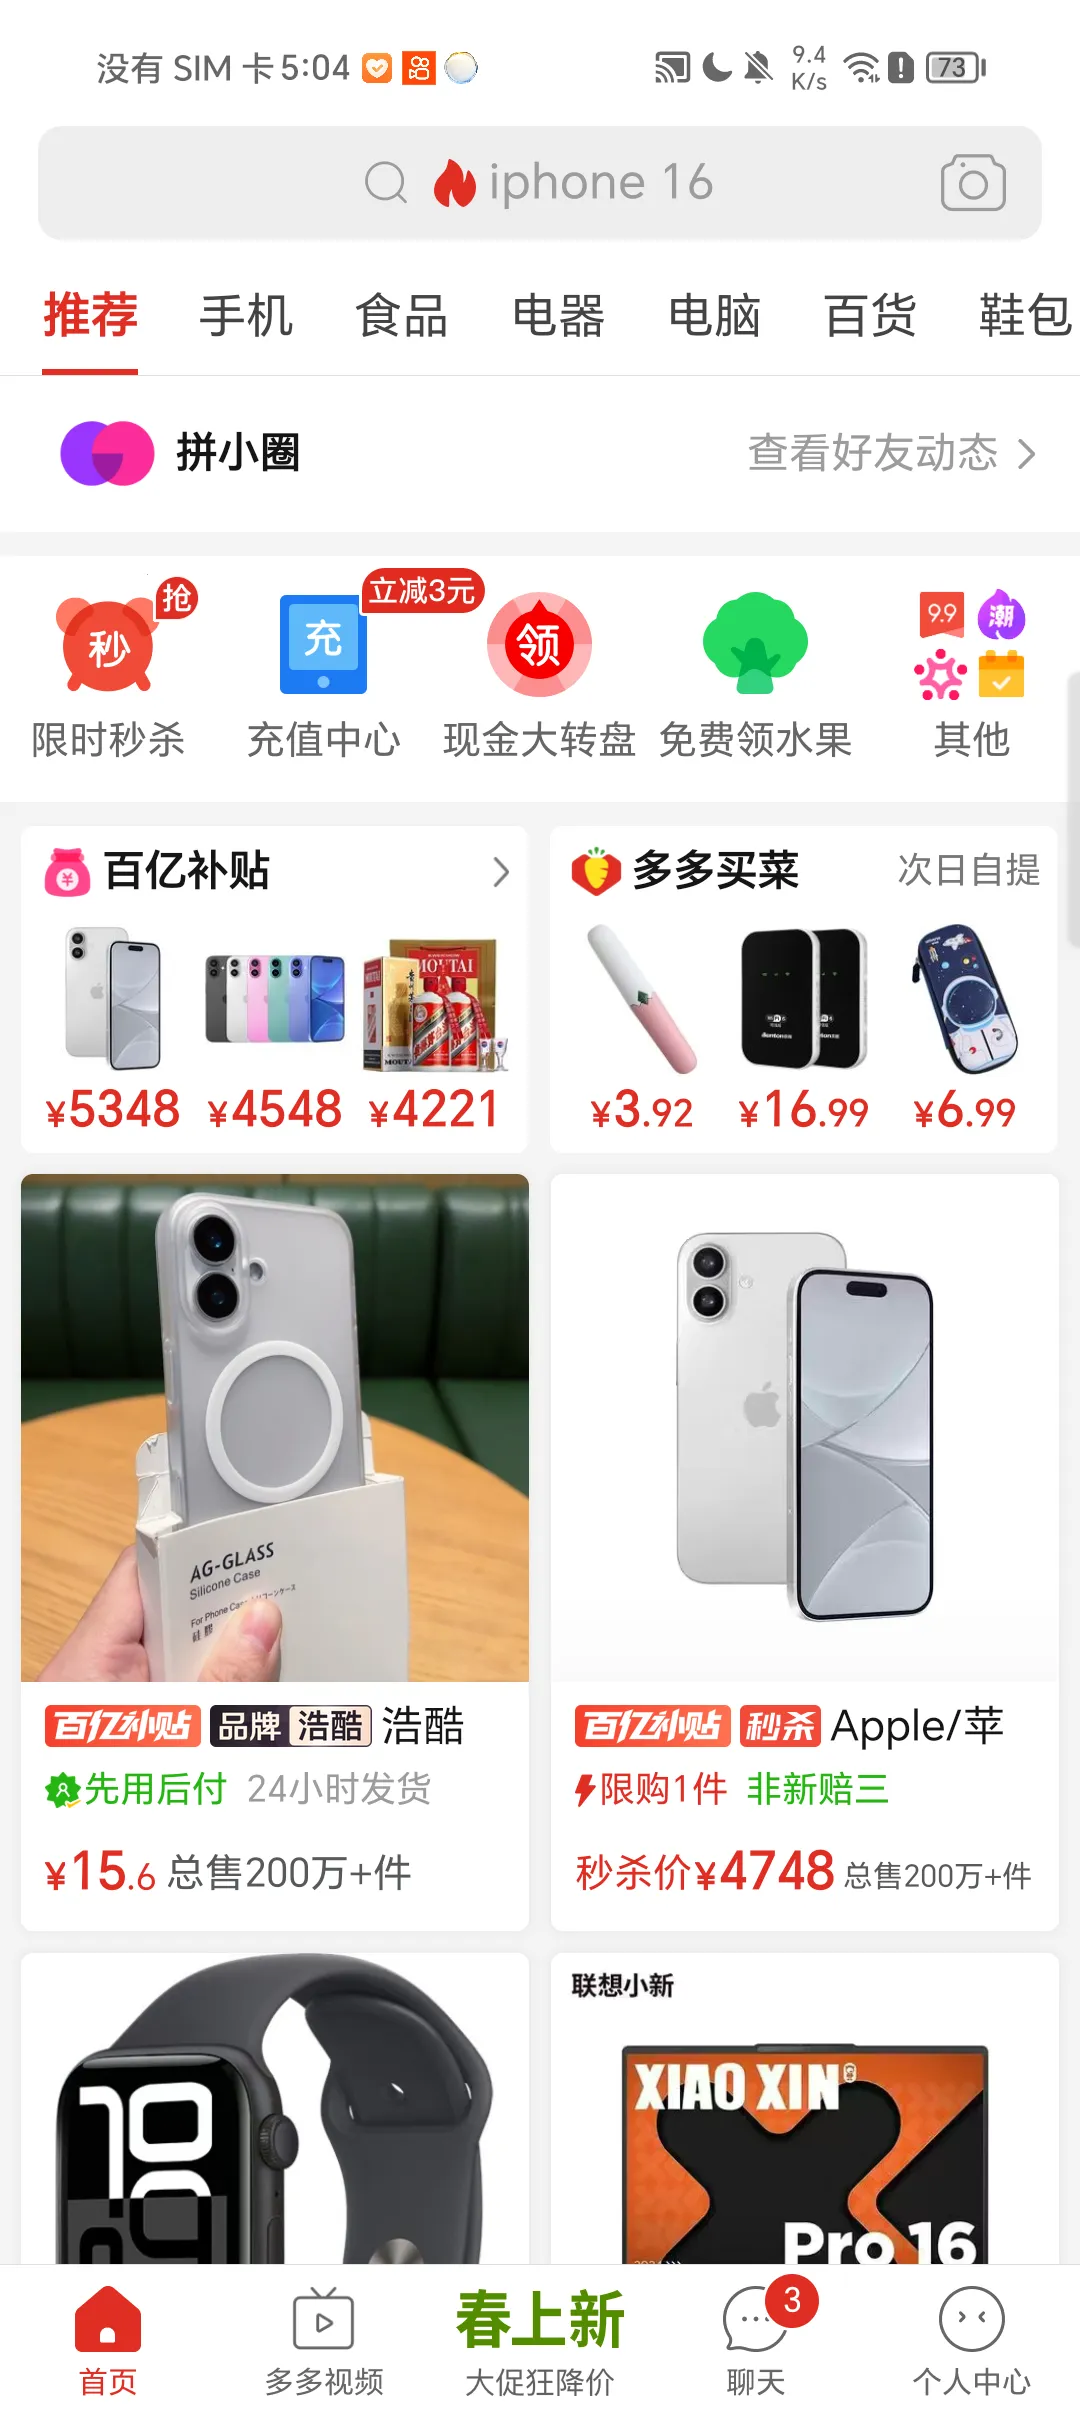 没有 SIM 卡 5:04
9.4
K/s
73
iphone 16
推荐 手机 食品 电器 电脑 百货 鞋包
拼小圈
查看好友动态
秒
抢
充
立减3元
领
9.9
潮
限时秒杀 充值中心 现金大转盘 免费领水果 其他
百亿补贴
¥5348 ¥4548 ¥4221
多多买菜
次日自提
¥3.92 ¥16.99 ¥6.99
AG-GLASS
Silicone Case
百亿补贴 品牌 浩酷 浩酷
先用后付 24小时发货
¥15.6 总售200万+件
百亿补贴 秒杀 Apple/苹
限购1件 非新赔三
秒杀价¥4748 总售200万+件
10
联想小新
XIAO XIN
Pro 16
首页
多多视频
春上新
大促狂降价
3
聊天
个人中心